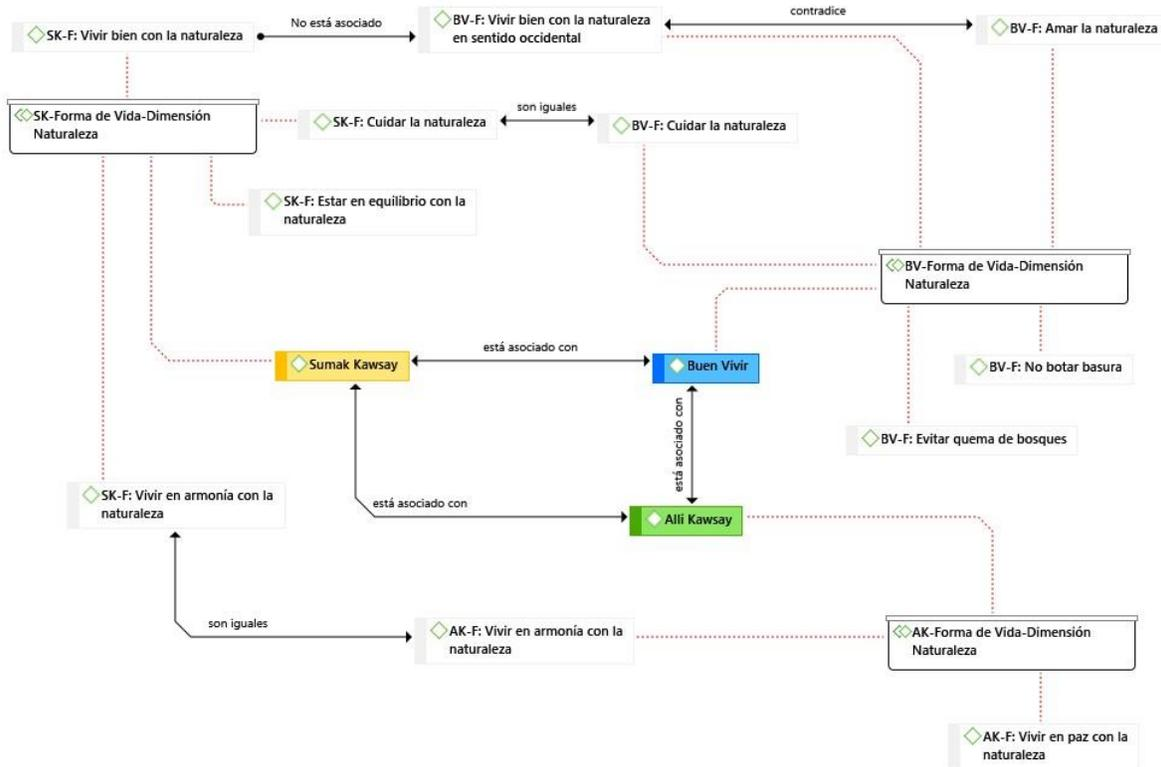 SK-F: Vivir bien con la naturaleza
No está asociado
BV-F: Vivir bien con la naturaleza
en sentido occidental
contradice
BV-F: Amar la naturaleza
SK-Forma de Vida-Dimensión
Naturaleza
SK-F: Cuidar la naturaleza
son iguales
BV-F: Cuidar la naturaleza
SK-F: Estar en equilibrio con la
naturaleza
BV-Forma de Vida-Dimensión
Naturaleza
Sumak Kawsay
está asociado con
Buen Vivir
BV-F: No botar basura
está asociado con
BV-F: Evitar quema de bosques
SK-F: Vivir en armonía con la
naturaleza
está asociado con
Alli Kawsay
son iguales
AK-F: Vivir en armonía con la
naturaleza
AK-Forma de Vida-Dimensión
Naturaleza
AK-F: Vivir en paz con la
naturaleza